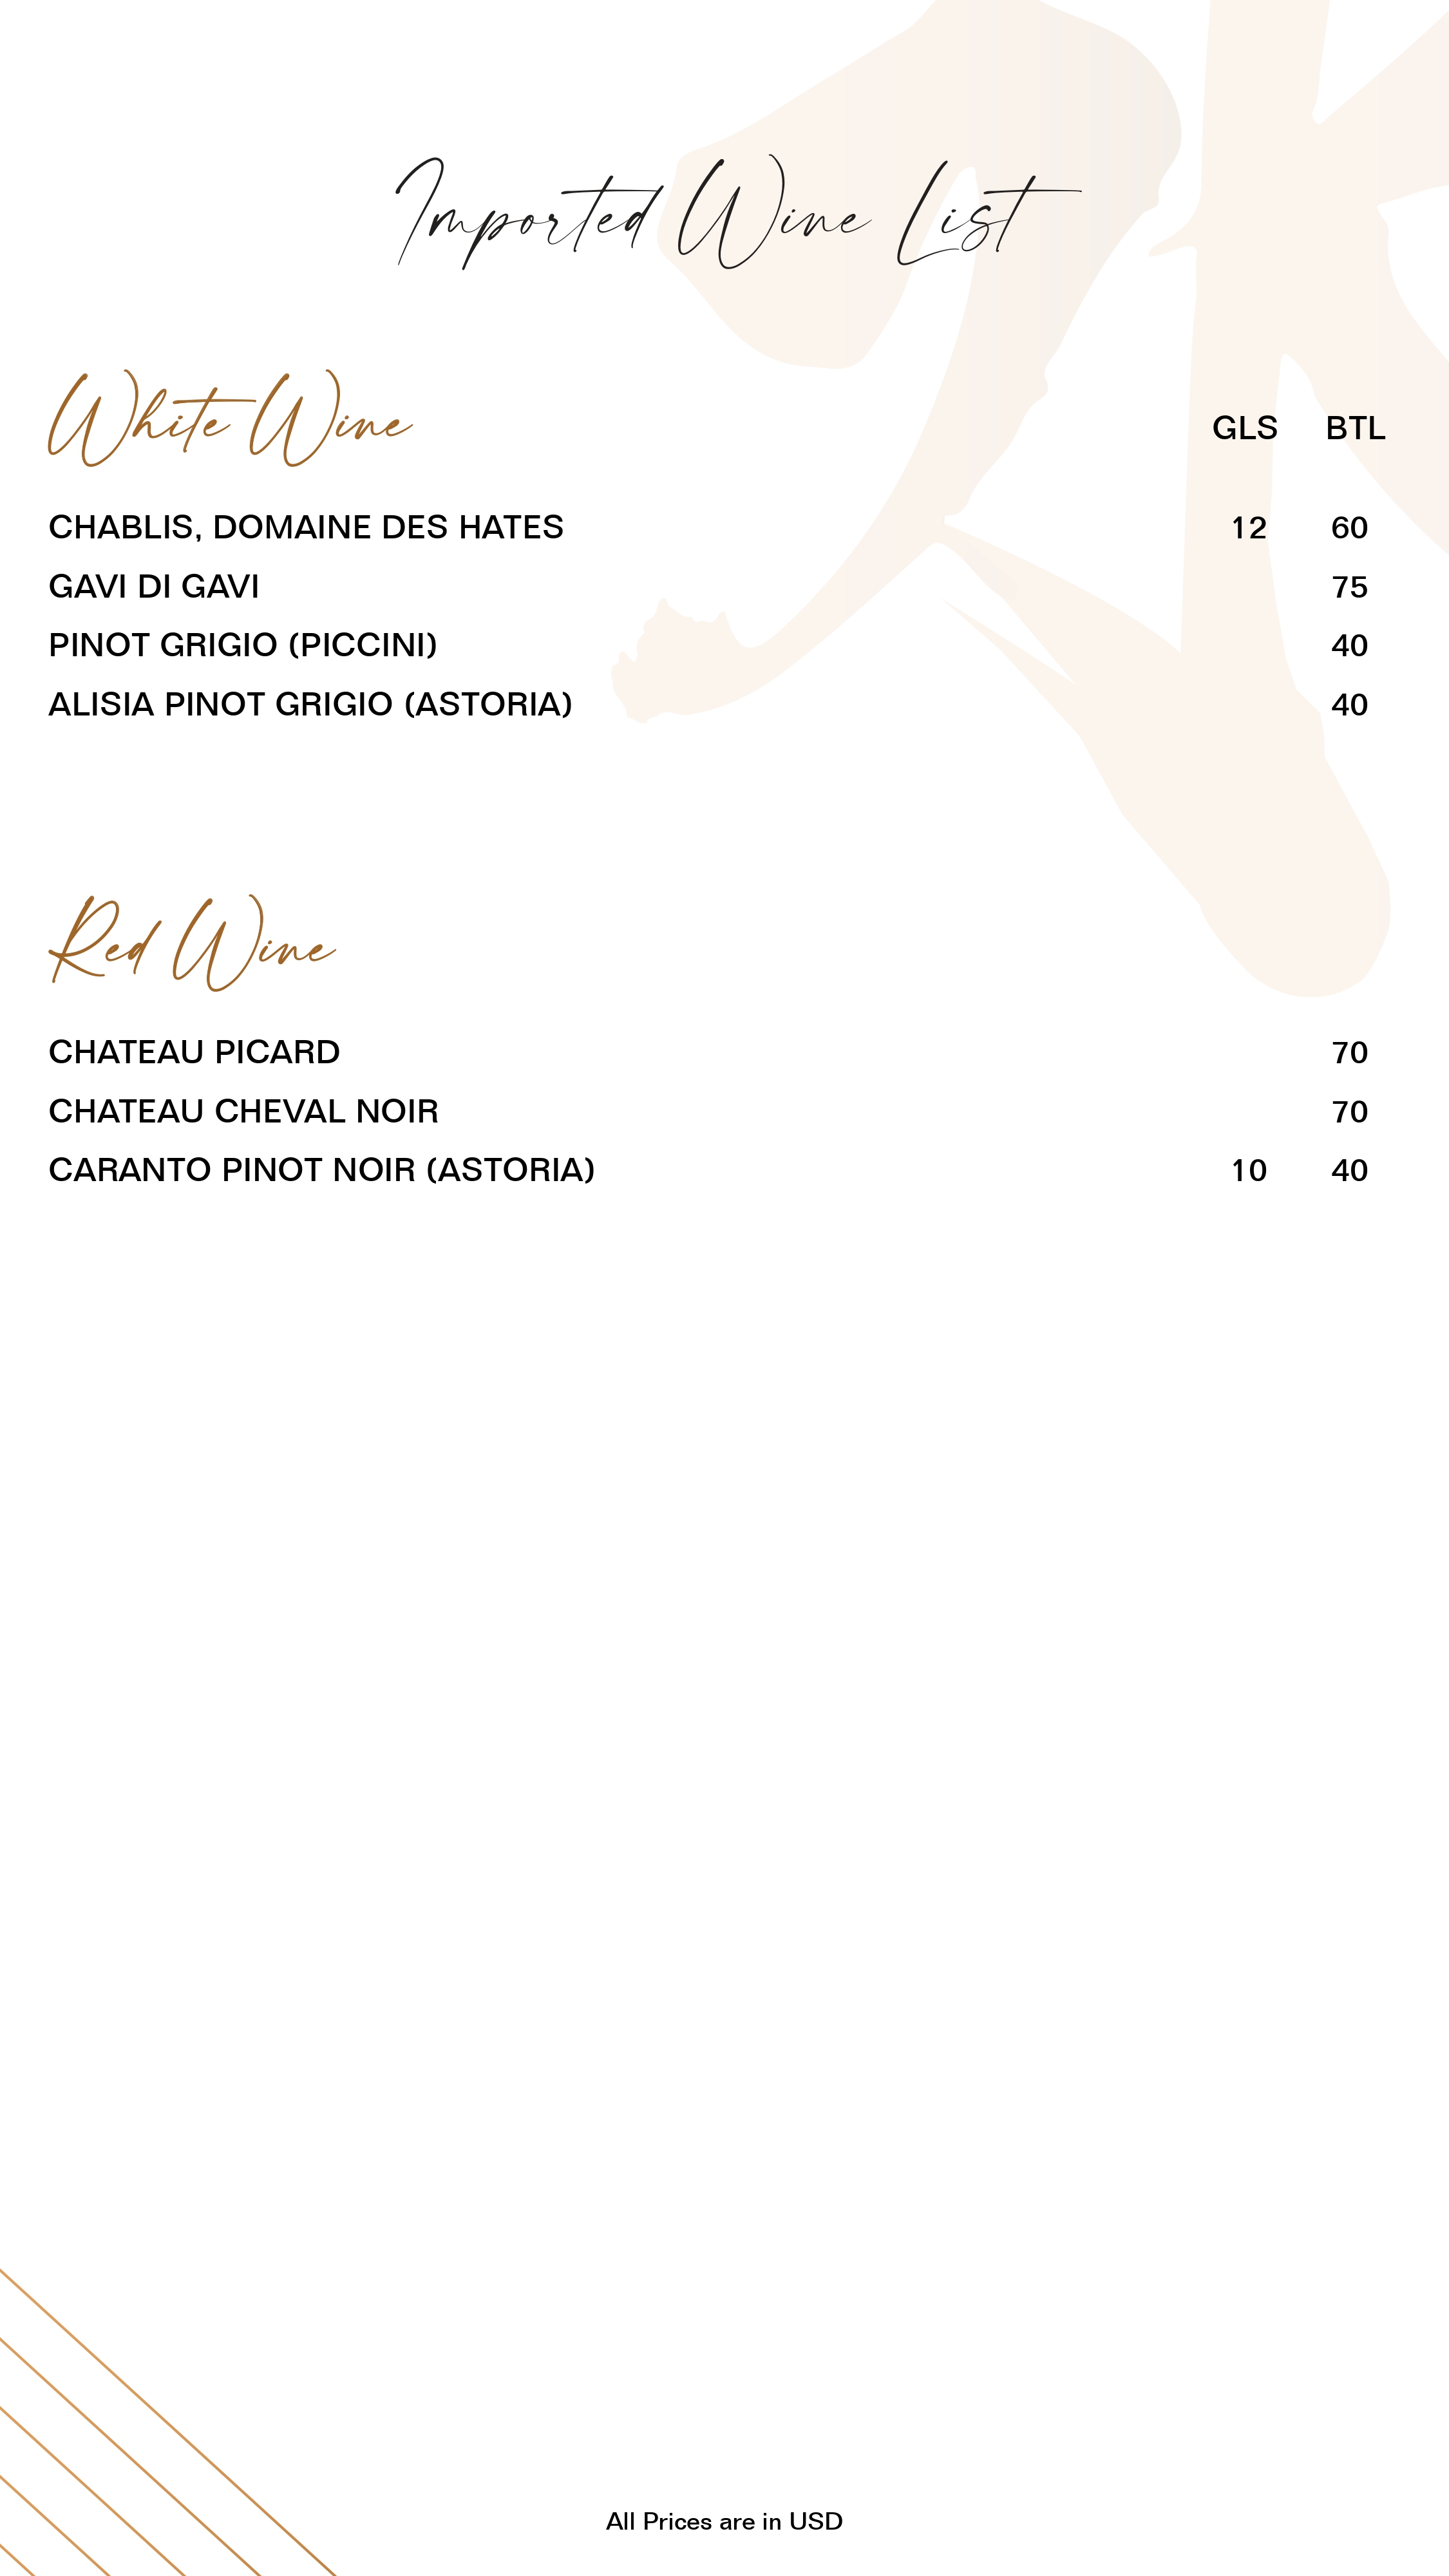 Imported Wine List
White Wine GLS BTL
CHABLIS, DOMAINE DES HATES 12 60
GAVI DI GAVI 75
PINOT GRIGIO (PICCINI) 40
ALISIA PINOT GRIGIO (ASTORIA) 40
Red Wine
CHATEAU PICARD 70
CHATEAU CHEVAL NOIR 70
CARANTO PINOT NOIR (ASTORIA) 10 40
All Prices are in USD